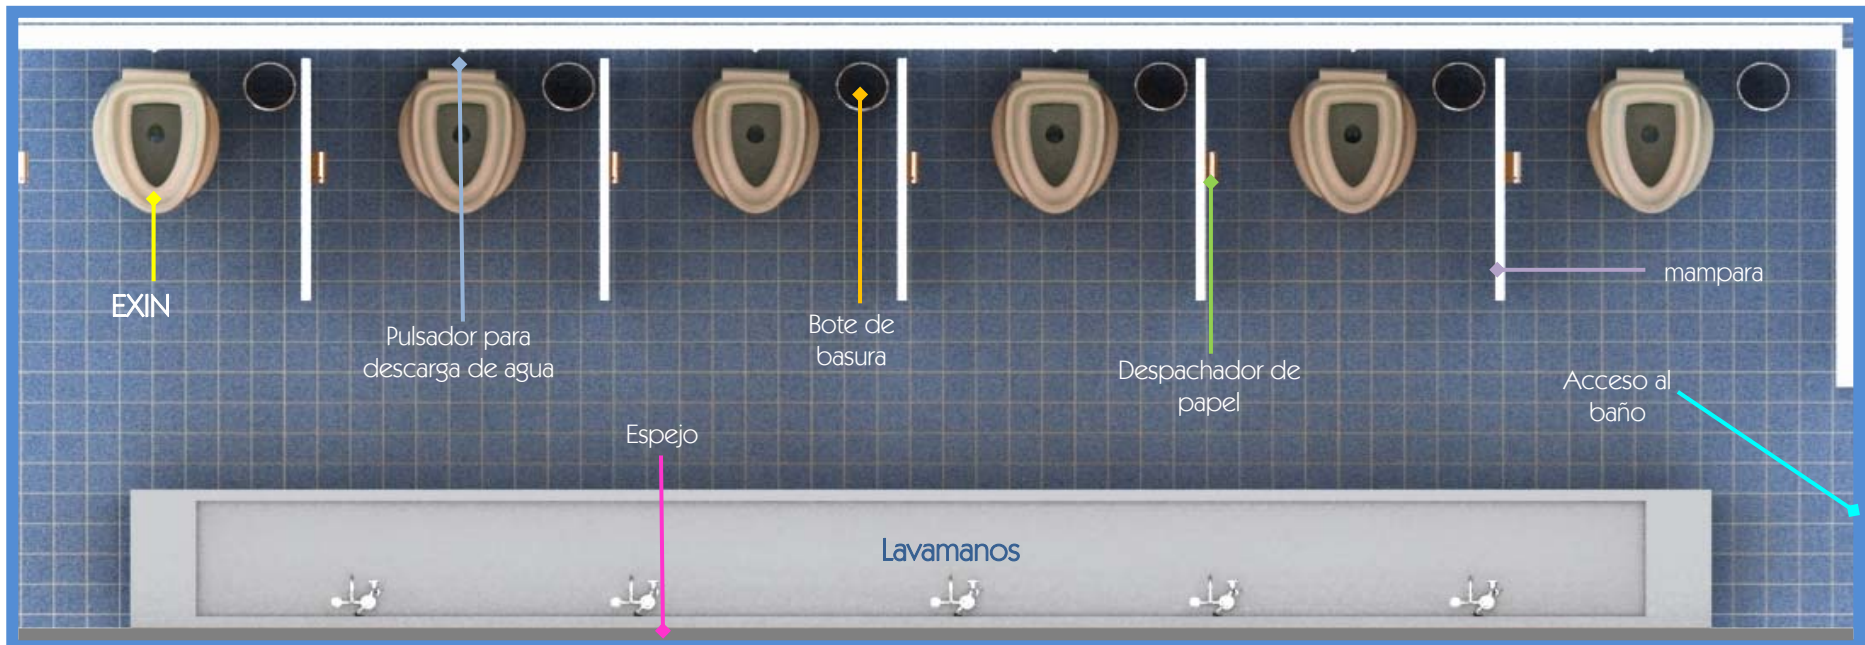 mampara
EXIN
Pulsador para
descarga de agua
Bote de
basura
Despachador de
papel
Acceso al
baño
Espejo
Lavamanos